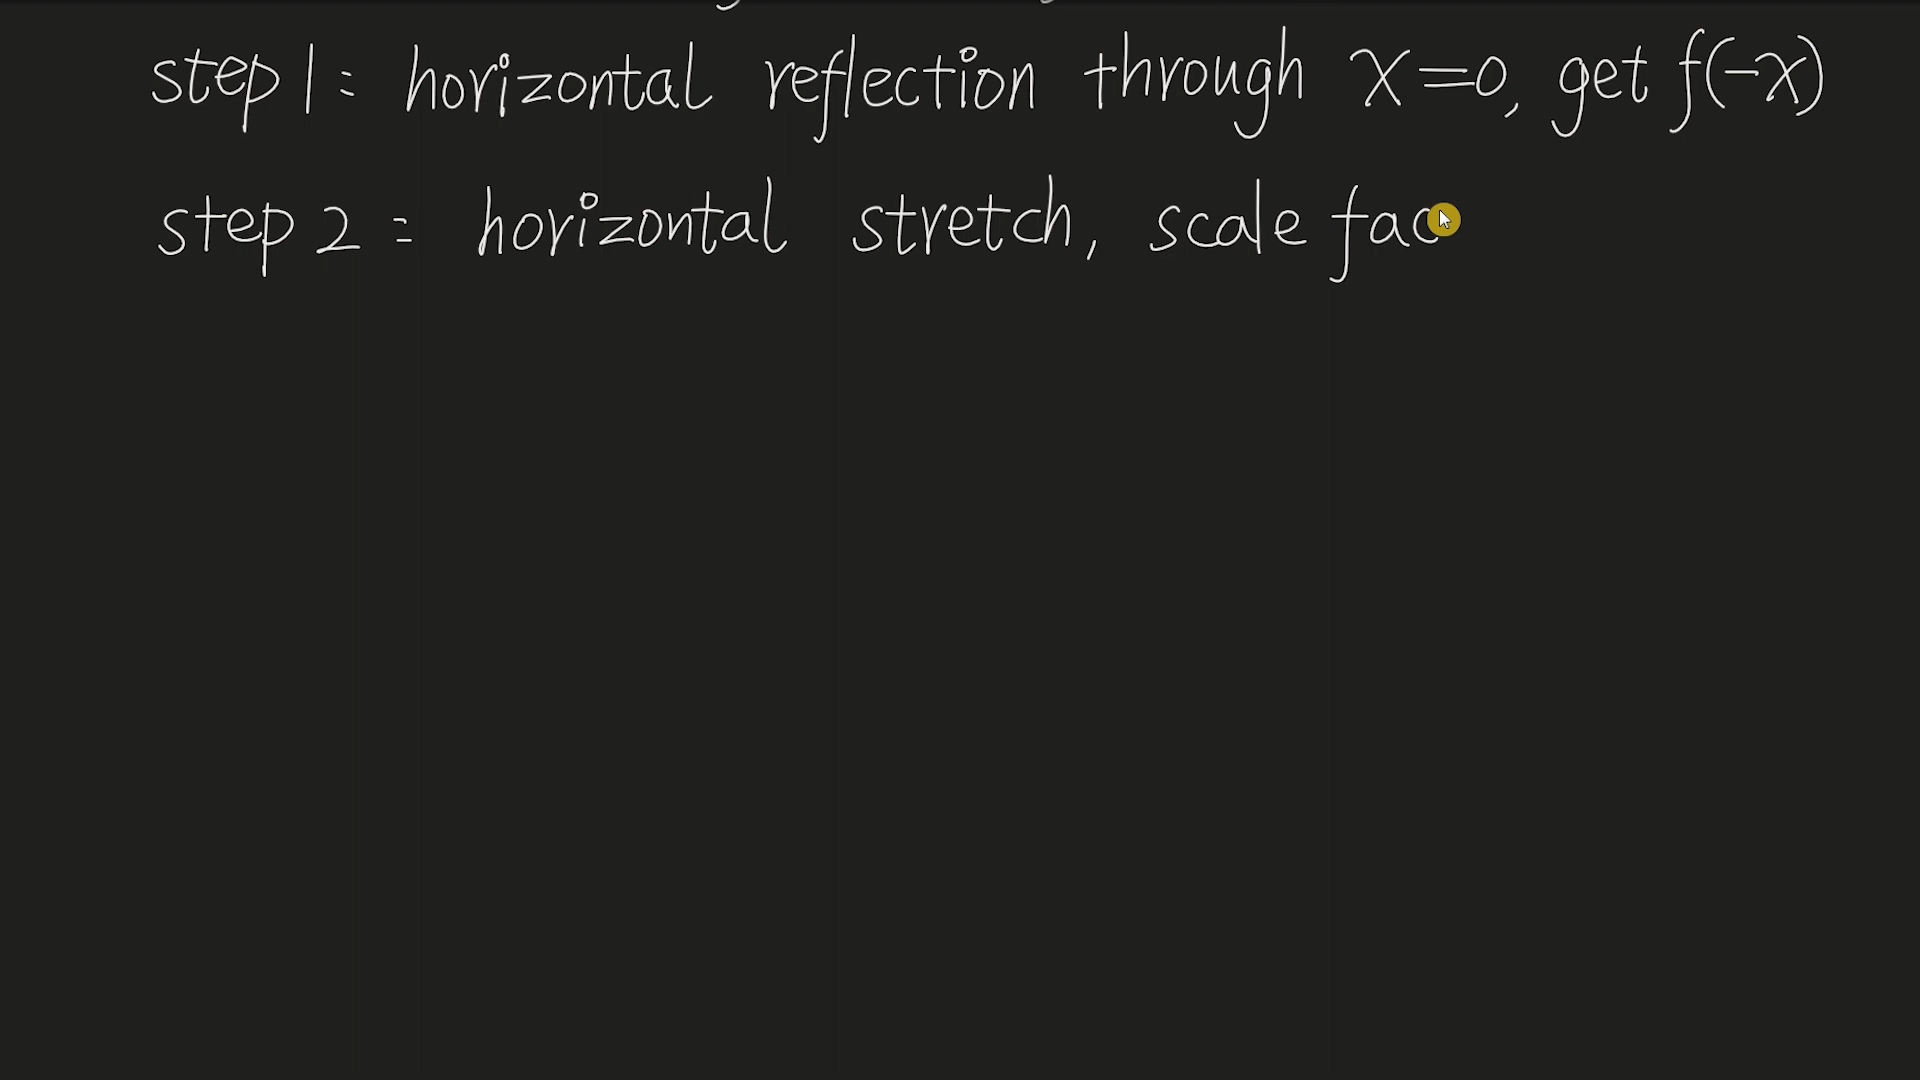 step 1: horizontal reflection through x=0, get f(-x)
step 2: horizontal stretch, scale fac